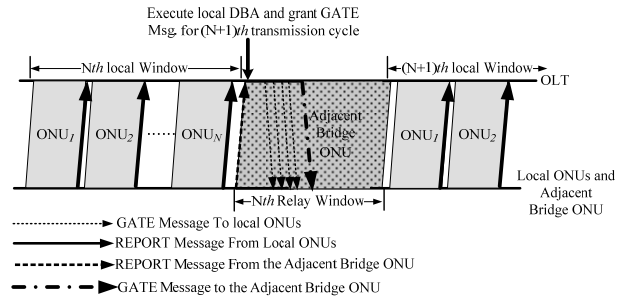 Execute local DBA and grant GATE
Msg. for (N+1)th transmission cycle
Nth local Window
(N+1)th local Window
OLT
ONU1
ONU2
......
ONUN
Adjacent
Bridge
ONU
ONU1
ONU2
Local ONUs and
Adjacent
Bridge ONU
Nth Relay Window
GATE Message To local ONUs
REPORT Message From Local ONUs
REPORT Message From the Adjacent Bridge ONU
GATE Message to the Adjacent Bridge ONU